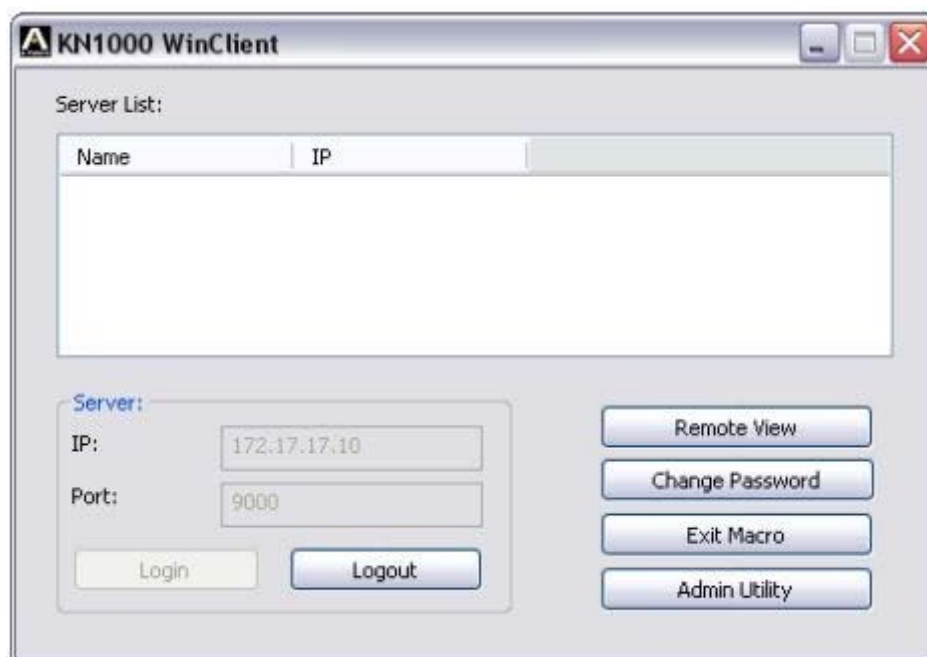 KN1000 WinClient
Server List:
Name IP
Server:
IP: 172.17.17.10
Port: 9000
Login Logout
Remote View
Change Password
Exit Macro
Admin Utility